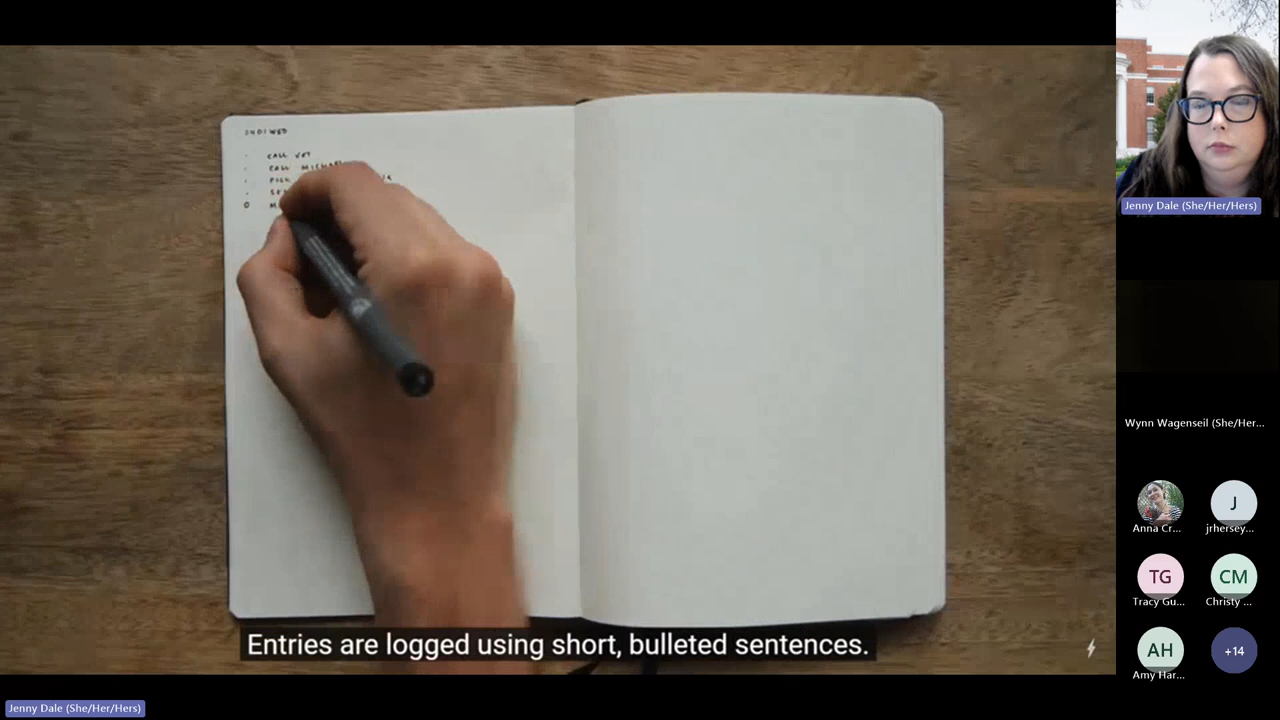 CALL VET
CALL
Entries are logged using short, bulleted sentences.
Jenny Dale (She/Her/Hers)
Jenny Dale (She/Her/Hers)
Wynn Wagenseil (She/Her...
Anna Cr...
J
jrhersey...
TG
Tracy Gu...
CM
Christy ...
AH
Amy Har...
+14